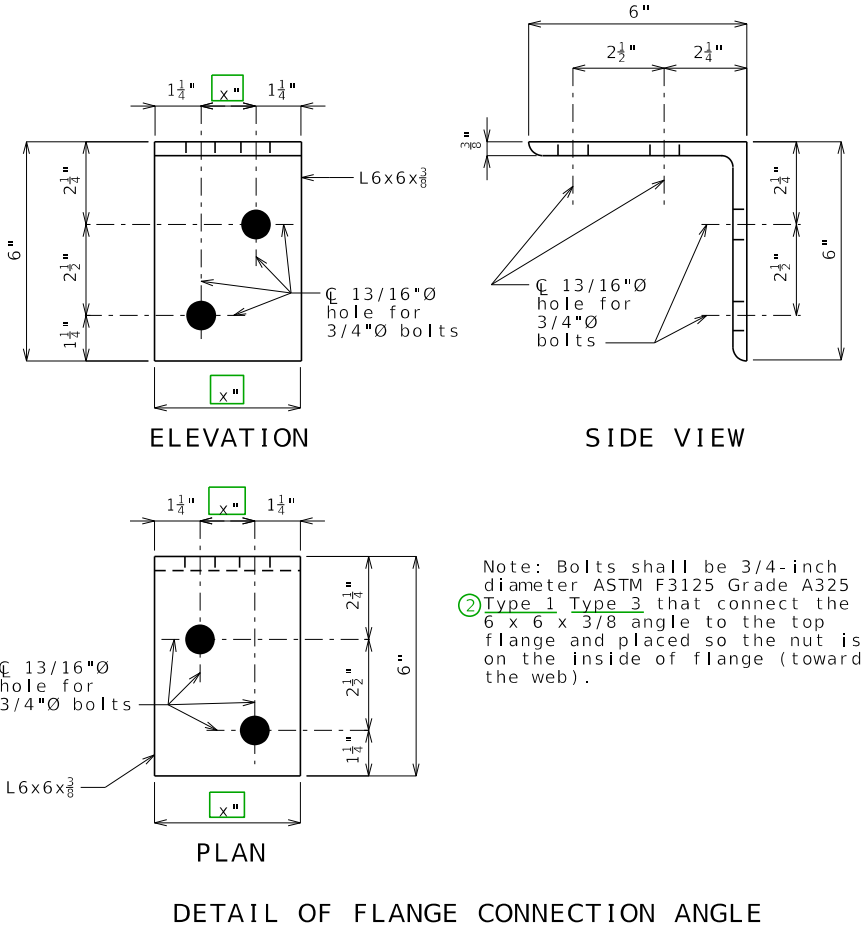 1¼" x" 1¼"
2¼"
6"
2½"
1¼"
L6x6x⅜
℄ 13/16"Ø
hole for
3/4"Ø bolts
x"
ELEVATION
6"
2½" 2¼"
⅜"
2¼"
2½"
6"
℄ 13/16"Ø
hole for
3/4"Ø
bolts
SIDE VIEW
1¼" x" 1¼"
2¼"
2½"
6"
1¼"
℄ 13/16"Ø
hole for
3/4"Ø bolts
L6x6x⅜
x"
PLAN
Note: Bolts shall be 3/4-inch
diameter ASTM F3125 Grade A325
② Type 1 Type 3 that connect the
6 x 6 x 3/8 angle to the top
flange and placed so the nut is
on the inside of flange (toward
the web).
DETAIL OF FLANGE CONNECTION ANGLE